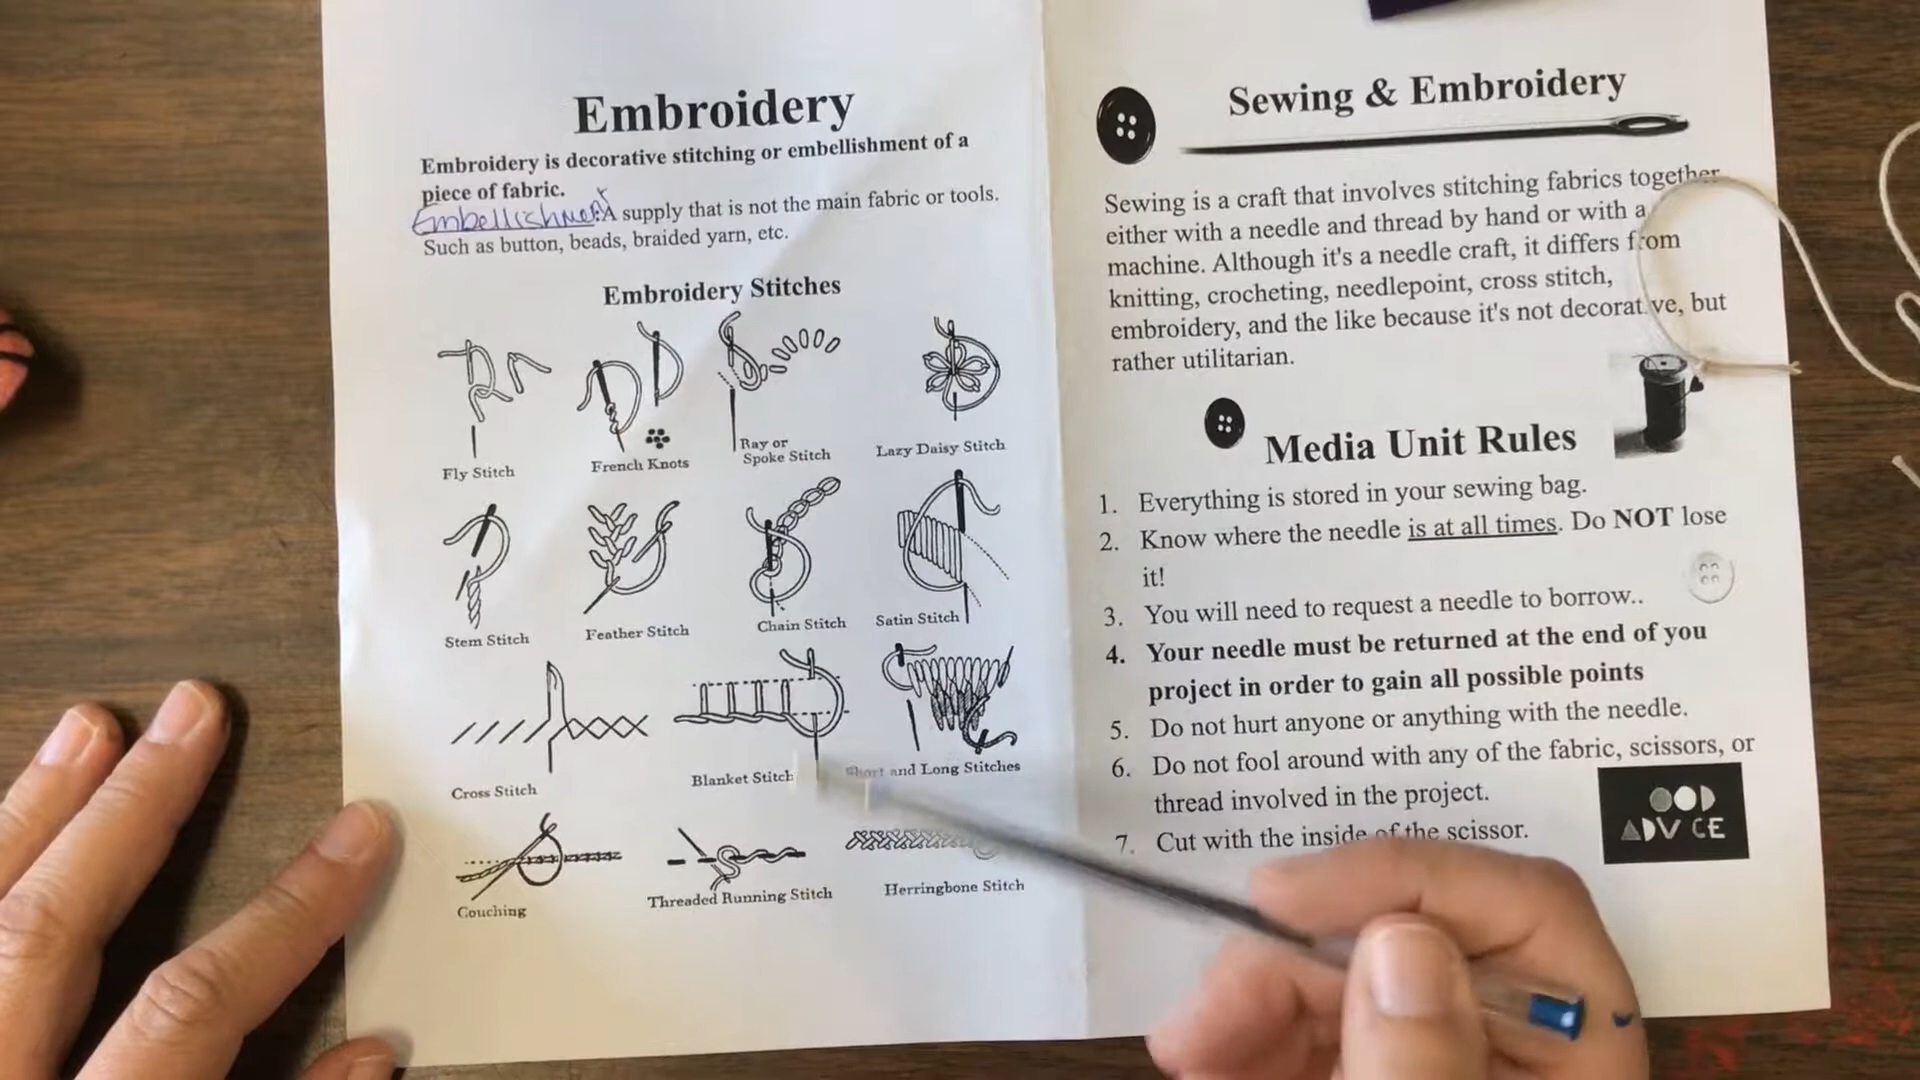 Embroidery
Embroidery is decorative stitching or embellishment of a
piece of fabric.
Embellishment: A supply that is not the main fabric or tools.
Such as button, beads, braided yarn, etc.
Embroidery Stitches
Fly Stitch
French Knots
Ray or
Spoke Stitch
Lazy Daisy Stitch
Stem Stitch
Feather Stitch
Chain Stitch
Satin Stitch
Cross Stitch
Blanket Stitch
Short and Long Stitches
Couching
Threaded Running Stitch
Herringbone Stitch
Sewing & Embroidery
Sewing is a craft that involves stitching fabrics together
either with a needle and thread by hand or with a
machine. Although it's a needle craft, it differs from
knitting, crocheting, needlepoint, cross stitch,
embroidery, and the like because it's not decorative, but
rather utilitarian.
Media Unit Rules
1. Everything is stored in your sewing bag.
2. Know where the needle is at all times. Do NOT lose
it!
3. You will need to request a needle to borrow..
4. Your needle must be returned at the end of you
project in order to gain all possible points
5. Do not hurt anyone or anything with the needle.
6. Do not fool around with any of the fabric, scissors, or
thread involved in the project.
7. Cut with the inside of the scissor.
OOD
ADV CE